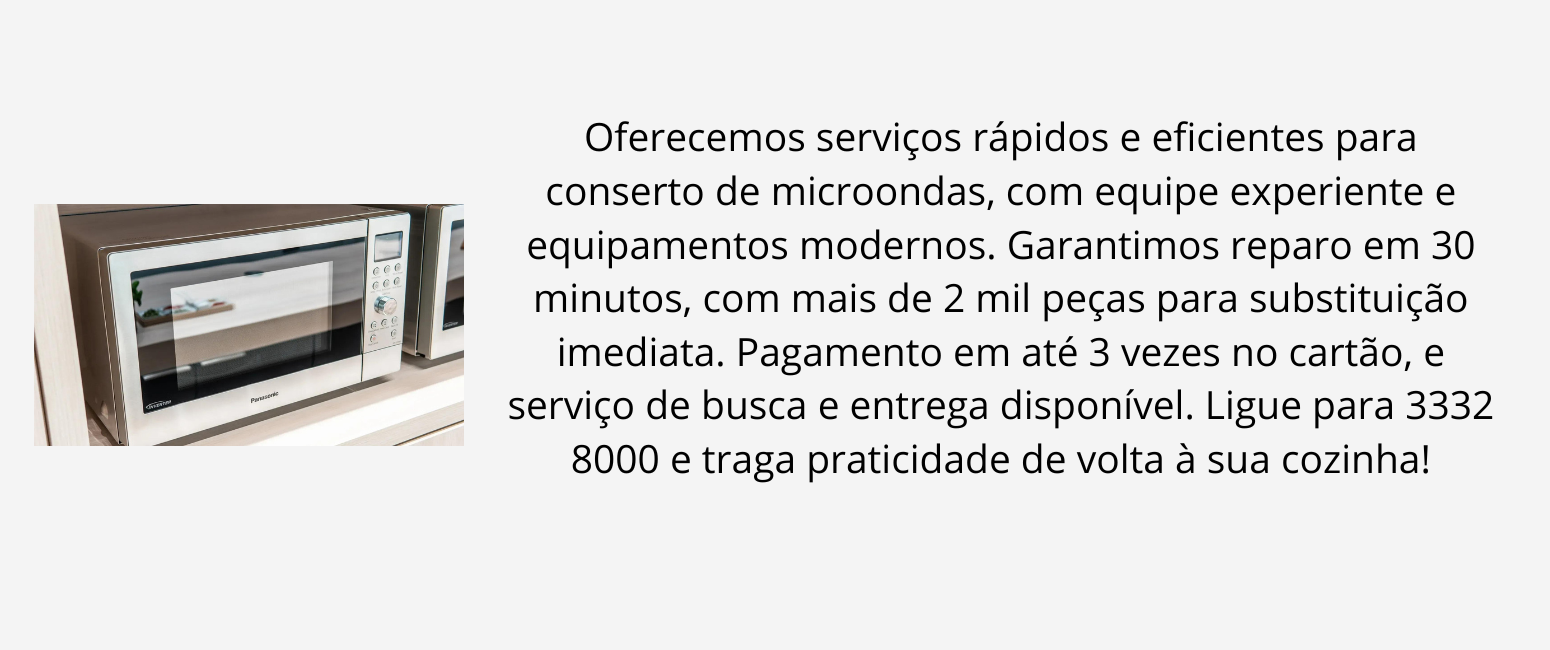 Oferecemos serviços rápidos e eficientes para
conserto de microondas, com equipe experiente e
equipamentos modernos. Garantimos reparo em 30
minutos, com mais de 2 mil peças para substituição
imediata. Pagamento em até 3 vezes no cartão, e
serviço de busca e entrega disponível. Ligue para 3332
8000 e traga praticidade de volta à sua cozinha!
Panasonic
INVERTER